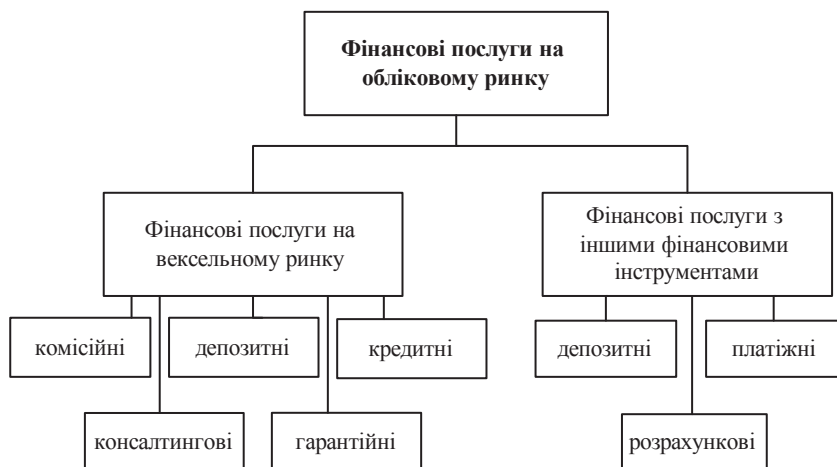 Фінансові послуги на
обліковому ринку
Фінансові послуги на
вексельному ринку
Фінансові послуги з
іншими фінансовими
інструментами
комісійні
депозитні
кредитні
депозитні
платіжні
консалтингові
гарантійні
розрахункові